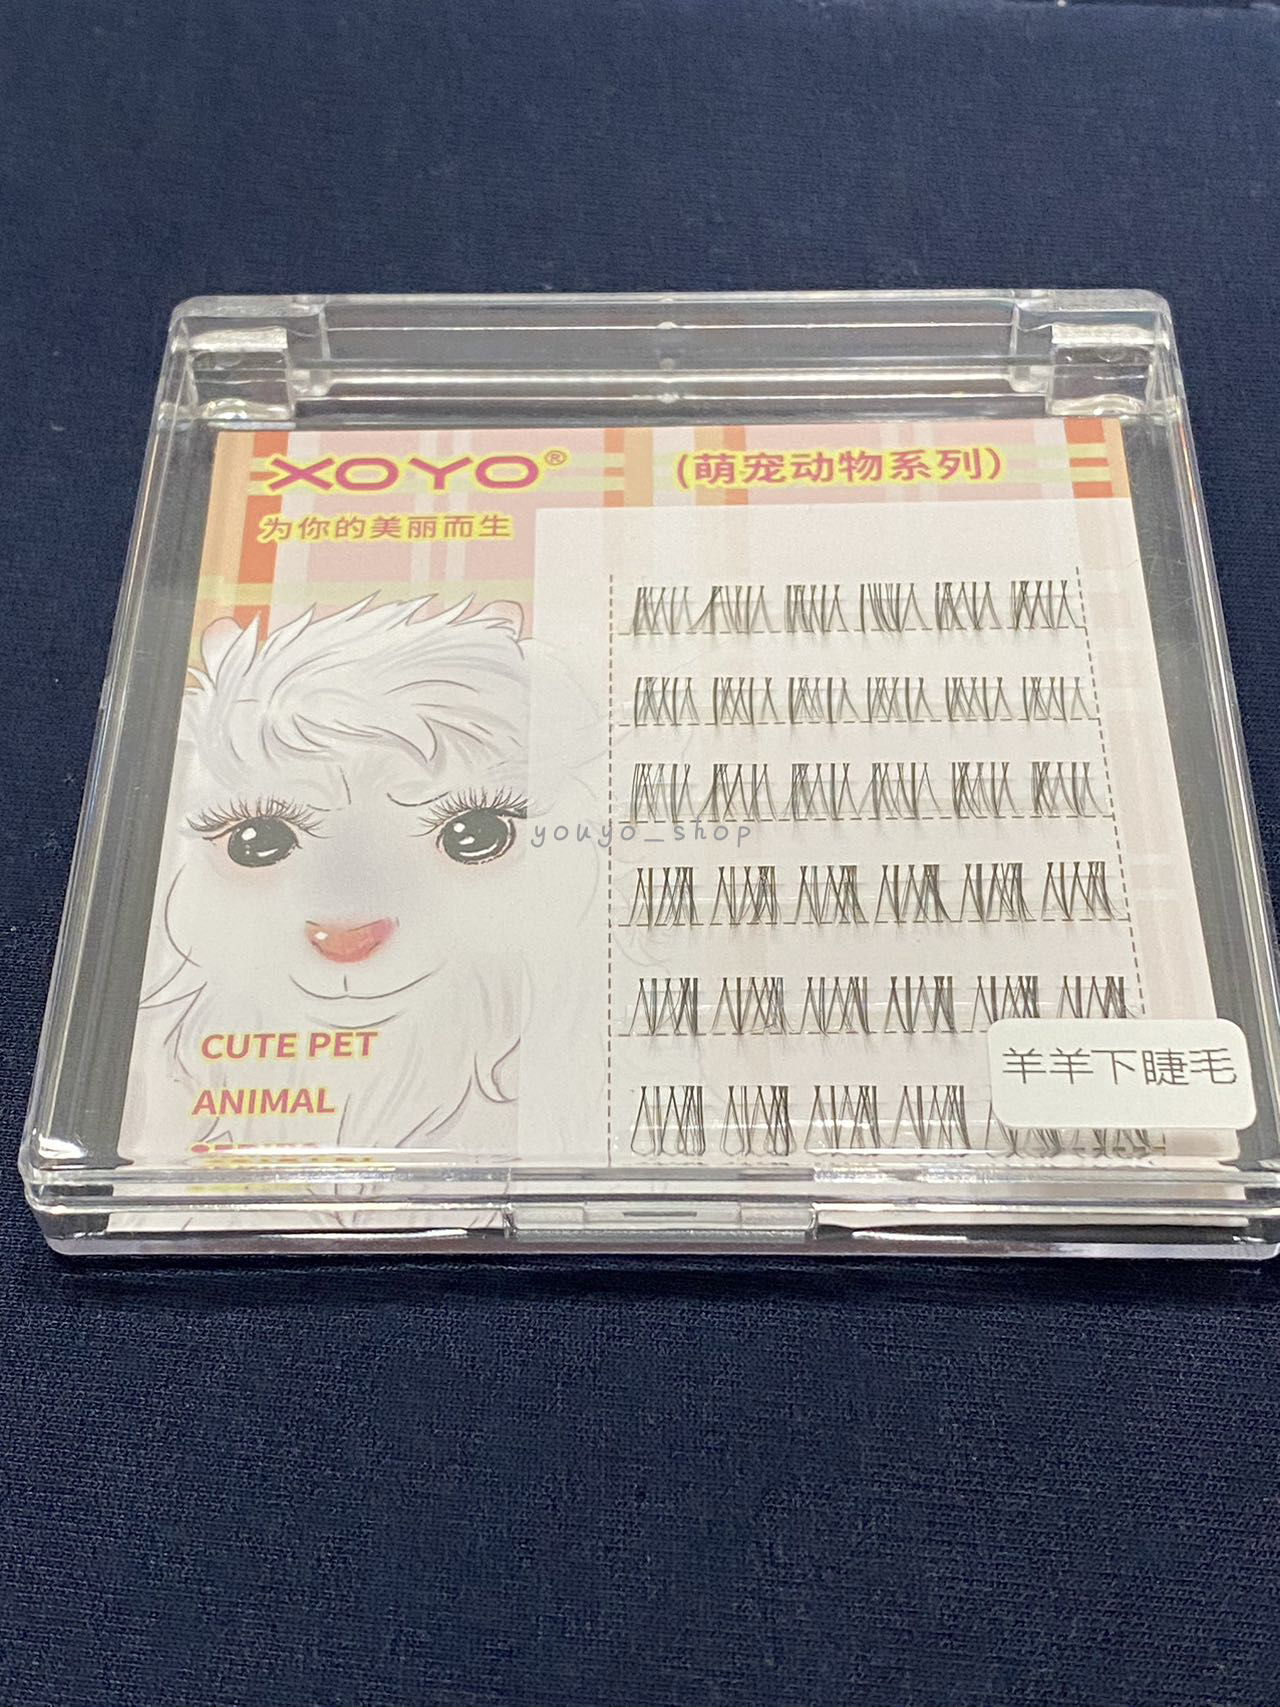 XOYO®
(萌宠动物系列)
为你的美丽而生
youyo_shop
CUTE PET
ANIMAL
羊羊下睫毛